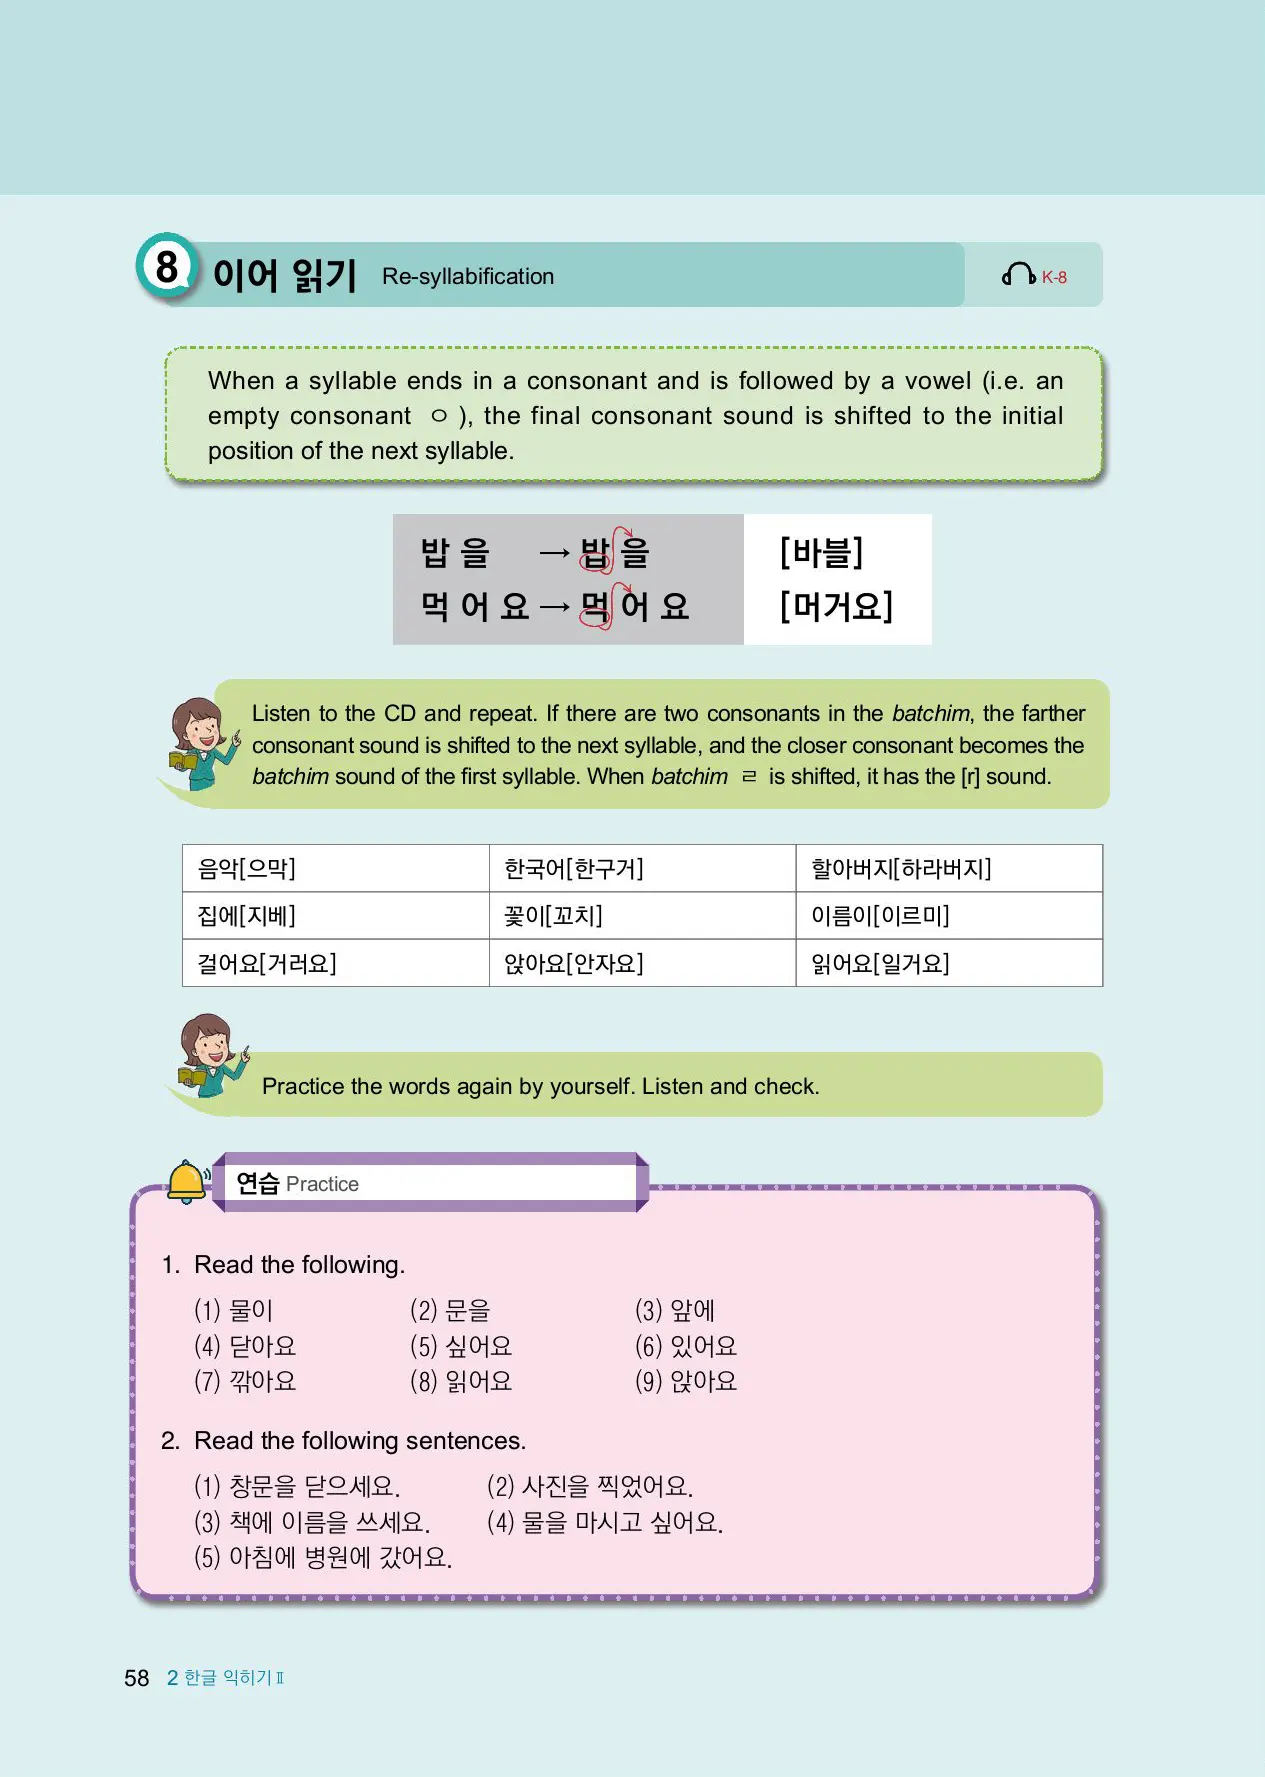 8 이어 읽기 Re-syllabification K-8
When a syllable ends in a consonant and is followed by a vowel (i.e. an
empty consonant ㅇ), the final consonant sound is shifted to the initial
position of the next syllable.
밥 을 → 밥 을 [바블]
먹 어 요 → 먹 어 요 [머거요]
Listen to the CD and repeat. If there are two consonants in the batchim, the farther
consonant sound is shifted to the next syllable, and the closer consonant becomes the
batchim sound of the first syllable. When batchim ㄹ is shifted, it has the [r] sound.
음악[으막] 한국어[한구거] 할아버지[하라버지]
집에[지베] 꽃이[꼬치] 이름이[이르미]
걸어요[거러요] 앉아요[안자요] 읽어요[일거요]
Practice the words again by yourself. Listen and check.
연습 Practice
1. Read the following.
(1) 물이 (2) 문을 (3) 앞에
(4) 닫아요 (5) 싶어요 (6) 있어요
(7) 깎아요 (8) 읽어요 (9) 앉아요
2. Read the following sentences.
(1) 창문을 닫으세요. (2) 사진을 찍었어요.
(3) 책에 이름을 쓰세요. (4) 물을 마시고 싶어요.
(5) 아침에 병원에 갔어요.
58 2 한글 익히기 Ⅱ